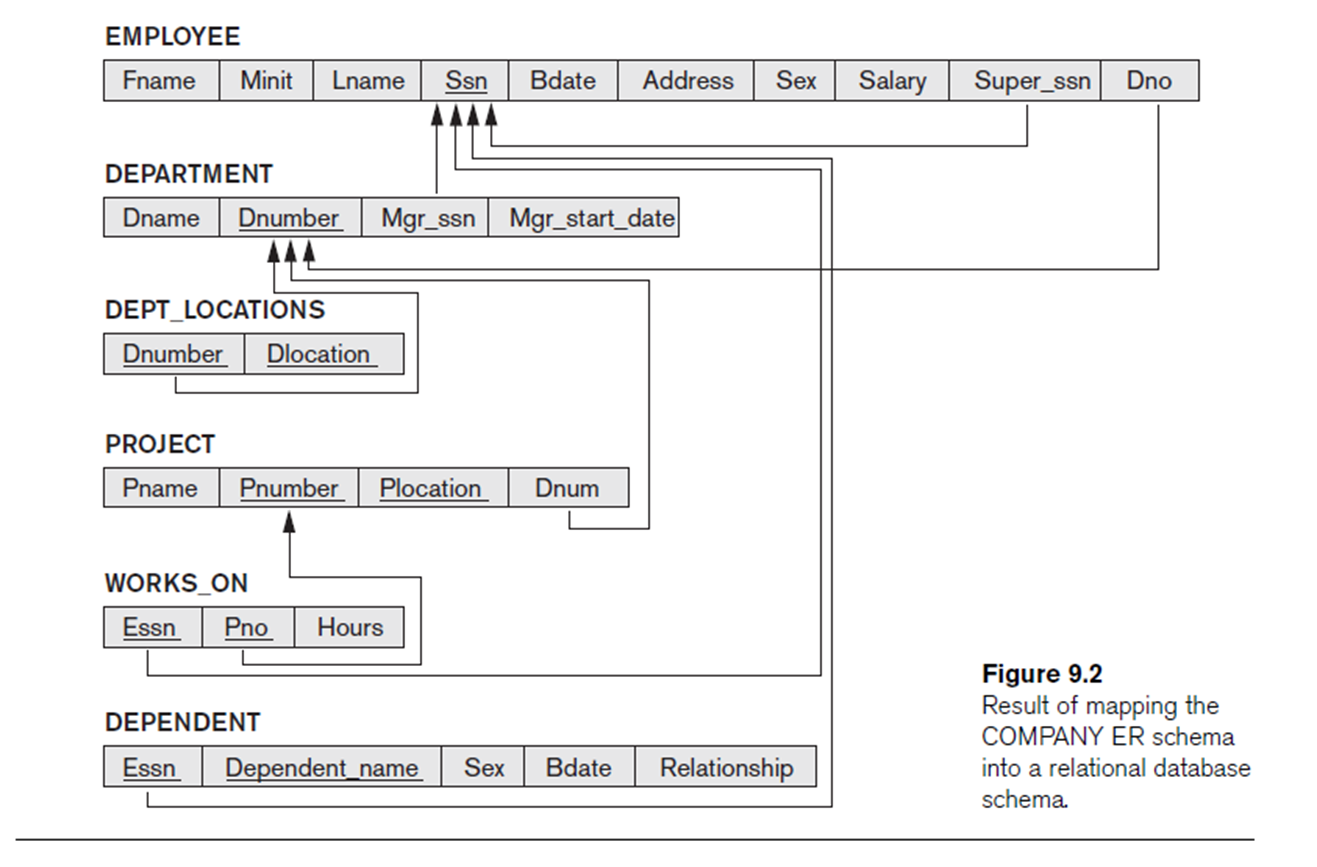 EMPLOYEE
Fname Minit Lname Ssn Bdate Address Sex Salary Super_ssn Dno
DEPARTMENT
Dname Dnumber Mgr_ssn Mgr_start_date
DEPT_LOCATIONS
Dnumber Dlocation
PROJECT
Pname Pnumber Plocation Dnum
WORKS_ON
Essn Pno Hours
DEPENDENT
Essn Dependent_name Sex Bdate Relationship
Figure 9.2
Result of mapping the
COMPANY ER schema
into a relational database
schema.